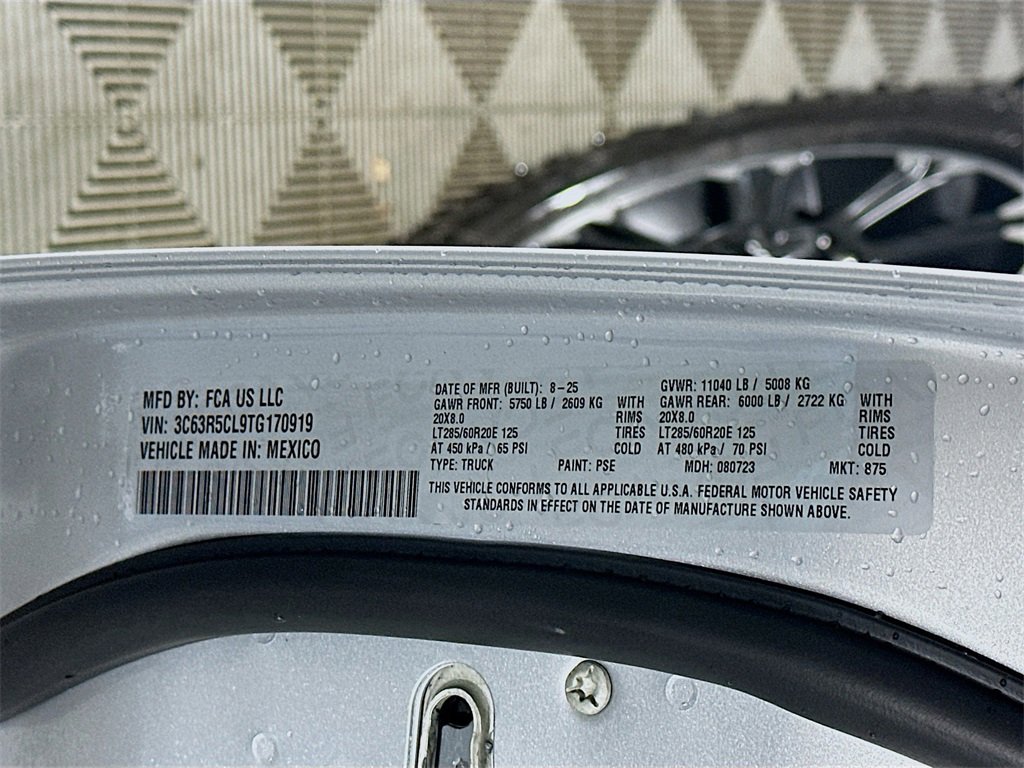 MFD BY: FCA US LLC
VIN: 3C63R5CL9TG170919
VEHICLE MADE IN: MEXICO
DATE OF MFR (BUILT): 8-25
GAWR FRONT: 5750 LB / 2609 KG WITH
20X8.0 RIMS
LT285/60R20E 125 TIRES
AT 450 kPa / 65 PSI COLD
GVWR: 11040 LB / 5008 KG
GAWR REAR: 6000 LB / 2722 KG WITH
20X8.0 RIMS
LT285/60R20E 125 TIRES
AT 480 kPa / 70 PSI COLD
TYPE: TRUCK PAINT: PSE MDH: 080723 MKT: 875
THIS VEHICLE CONFORMS TO ALL APPLICABLE U.S.A. FEDERAL MOTOR VEHICLE SAFETY
STANDARDS IN EFFECT ON THE DATE OF MANUFACTURE SHOWN ABOVE.